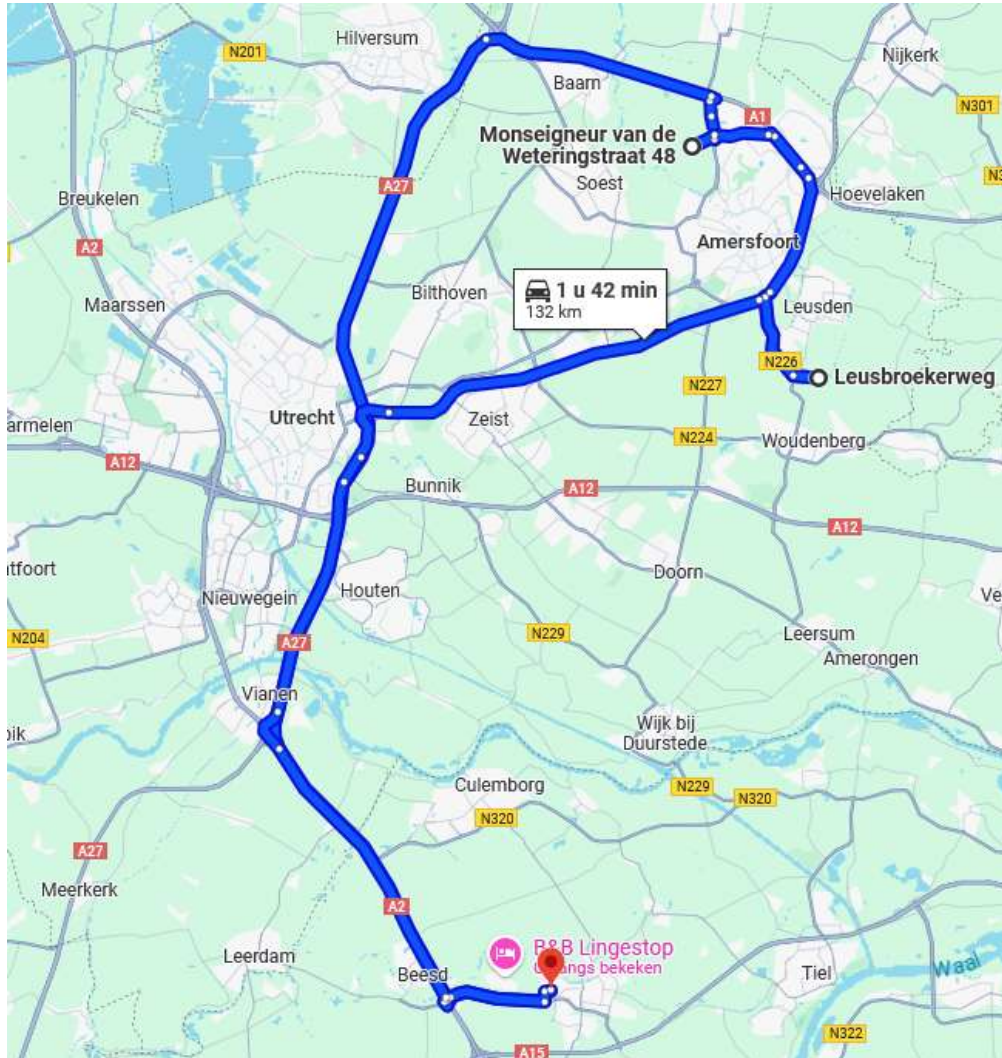 Hilversum
N201
Nijkerk
Baarn
N301
A1
Monseigneur van de
Weteringstraat 48
Soest
A27
Hoevelaken
Breukelen
A2
Amersfoort
Bilthoven
1 u 42 min
132 km
Maarssen
Leusden
N226
Leusbroekerweg
N227
Utrecht
Zeist
armelen
N224
Woudenberg
A12
Bunnik
A12
A12
tfoort
Doorn
Nieuwegein
Houten
Ve
N204
N229
Leersum
A27
Amerongen
Vianen
Wijk bij
Duurstede
Culemborg
N229
N320
N320
A27
Meerkerk
A2
Leerdam
B&B Lingestop
Beesd
Tiel
Waal
N322
A15